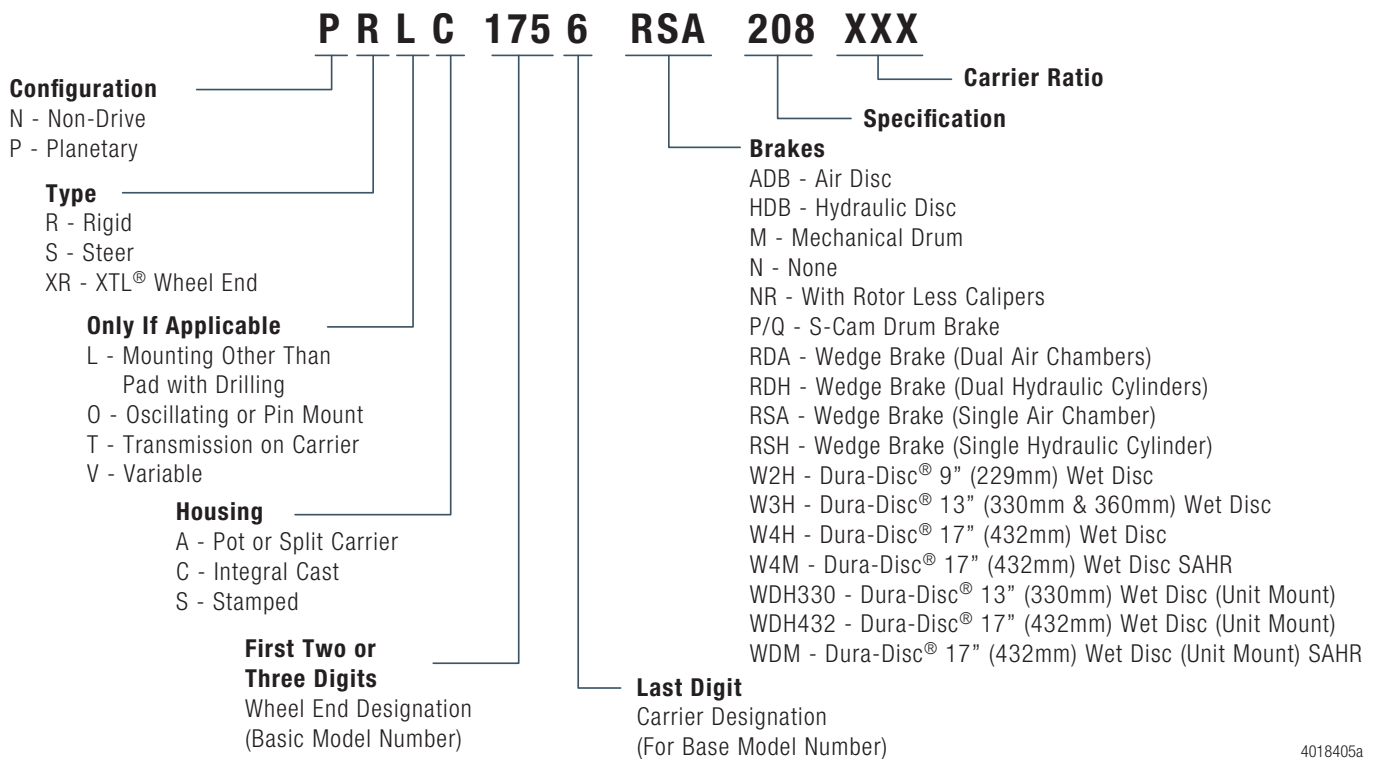 P R L C 175 6 RSA 208 XXX
Carrier Ratio
Specification
Configuration
N - Non-Drive
P - Planetary
Type
R - Rigid
S - Steer
XR - XTL® Wheel End
Only If Applicable
L - Mounting Other Than
Pad with Drilling
O - Oscillating or Pin Mount
T - Transmission on Carrier
V - Variable
Housing
A - Pot or Split Carrier
C - Integral Cast
S - Stamped
First Two or
Three Digits
Wheel End Designation
(Basic Model Number)
Last Digit
Carrier Designation
(For Base Model Number)
Brakes
ADB - Air Disc
HDB - Hydraulic Disc
M - Mechanical Drum
N - None
NR - With Rotor Less Calipers
P/Q - S-Cam Drum Brake
RDA - Wedge Brake (Dual Air Chambers)
RDH - Wedge Brake (Dual Hydraulic Cylinders)
RSA - Wedge Brake (Single Air Chamber)
RSH - Wedge Brake (Single Hydraulic Cylinder)
W2H - Dura-Disc® 9” (229mm) Wet Disc
W3H - Dura-Disc® 13” (330mm & 360mm) Wet Disc
W4H - Dura-Disc® 17” (432mm) Wet Disc
W4M - Dura-Disc® 17” (432mm) Wet Disc SAHR
WDH330 - Dura-Disc® 13” (330mm) Wet Disc (Unit Mount)
WDH432 - Dura-Disc® 17” (432mm) Wet Disc (Unit Mount)
WDM - Dura-Disc® 17” (432mm) Wet Disc (Unit Mount) SAHR
4018405a